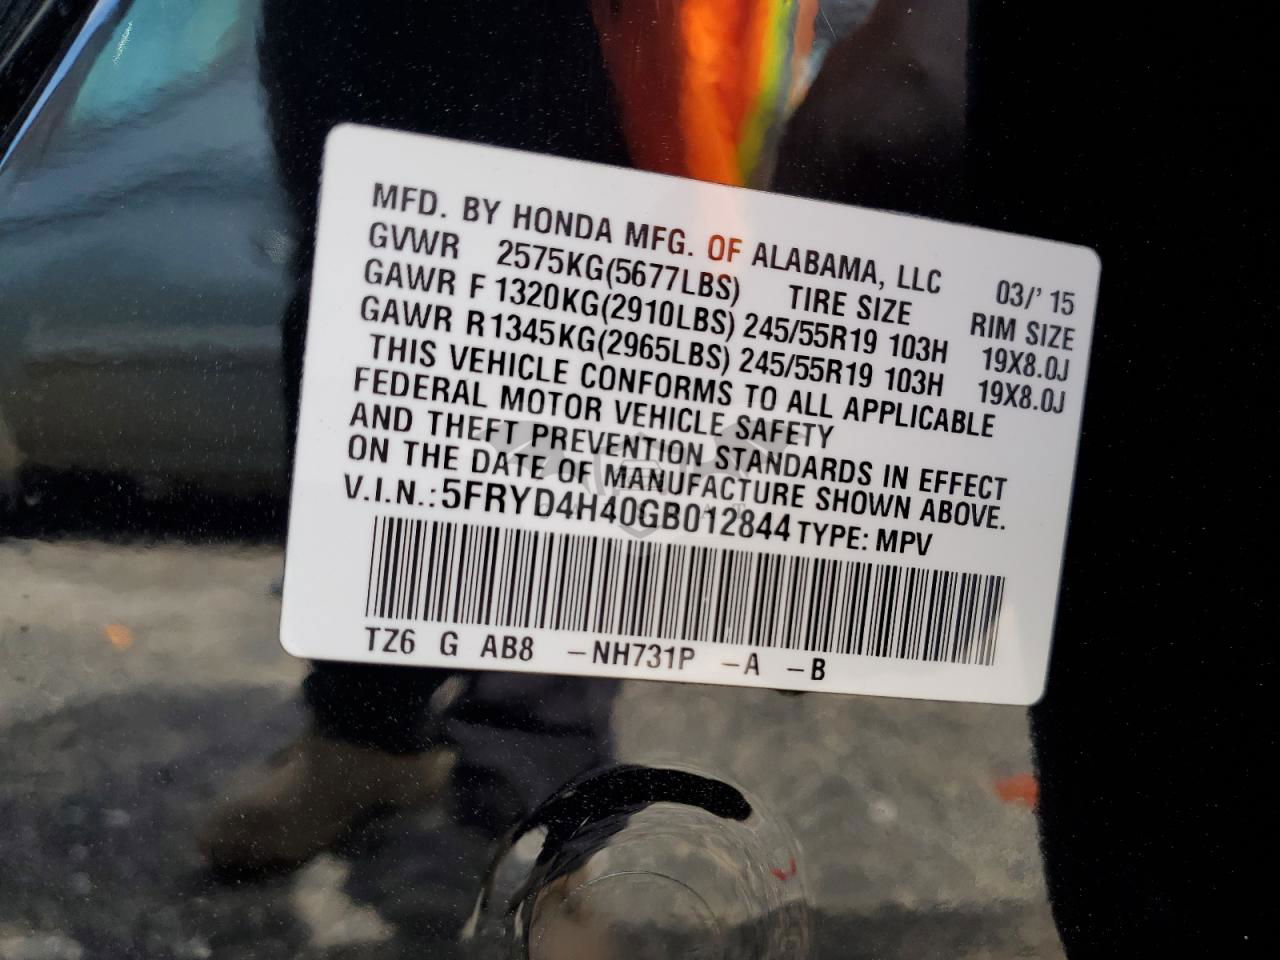 MFD. BY HONDA MFG. OF ALABAMA, LLC 03/' 15
GVWR 2575KG(5677LBS) TIRE SIZE RIM SIZE
GAWR F 1320KG(2910LBS) 245/55R19 103H 19X8.0J
GAWR R 1345KG(2965LBS) 245/55R19 103H 19X8.0J
THIS VEHICLE CONFORMS TO ALL APPLICABLE
FEDERAL MOTOR VEHICLE SAFETY
AND THEFT PREVENTION STANDARDS IN EFFECT
ON THE DATE OF MANUFACTURE SHOWN ABOVE.
V.I.N.: 5FRYD4H40GB012844 TYPE: MPV
TZ6 G AB8 –NH731P –A –B